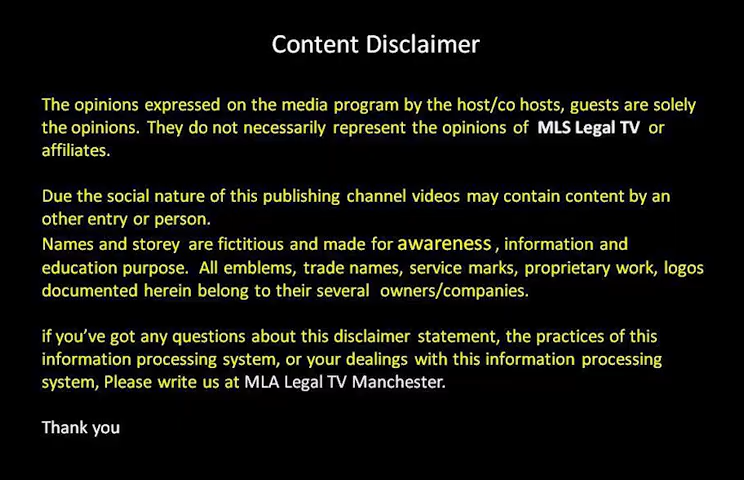 Content Disclaimer
The opinions expressed on the media program by the host/co hosts, guests are solely
the opinions. They do not necessarily represent the opinions of MLS Legal TV or
affiliates.
Due the social nature of this publishing channel videos may contain content by an
other entry or person.
Names and storey are fictitious and made for awareness, information and
education purpose. All emblems, trade names, service marks, proprietary work, logos
documented herein belong to their several owners/companies.
if you've got any questions about this disclaimer statement, the practices of this
information processing system, or your dealings with this information processing
system, Please write us at MLA Legal TV Manchester.
Thank you